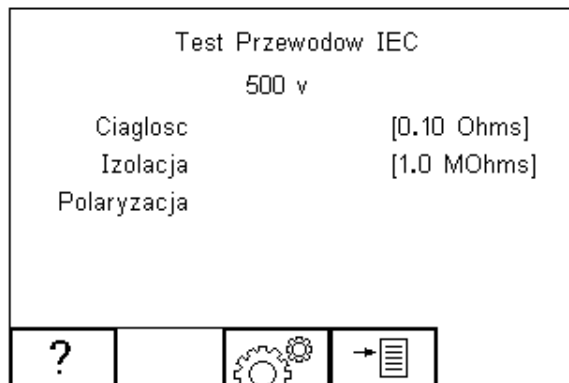 Test Przewodow IEC
500 v
Ciaglosc [0.10 Ohms]
Izolacja [1.0 MOhms]
Polaryzacja
?